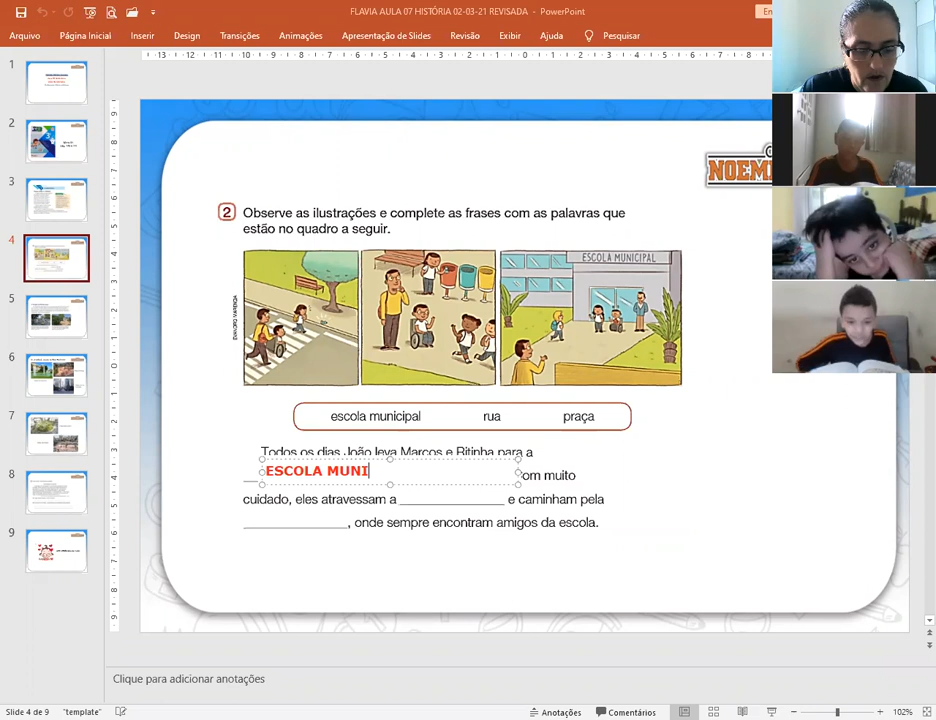 FLAVIA AULA 07 HISTÓRIA 02-03-21 REVISADA - PowerPoint
Arquivo Página Inicial Inserir Design Transições Animações Apresentação de Slides Revisão Exibir Ajuda Pesquisar
2 Observe as ilustrações e complete as frases com as palavras que
estão no quadro a seguir.
ESCOLA MUNICIPAL
escola municipal rua praça
Todos os dias João leva Marcos e Ritinha para a
ESCOLA MUNI
om muito
cuidado, eles atravessam a ____________ e caminham pela
____________, onde sempre encontram amigos da escola.
Clique para adicionar anotações
Slide 4 de 9 "template" Anotações Comentários 102%